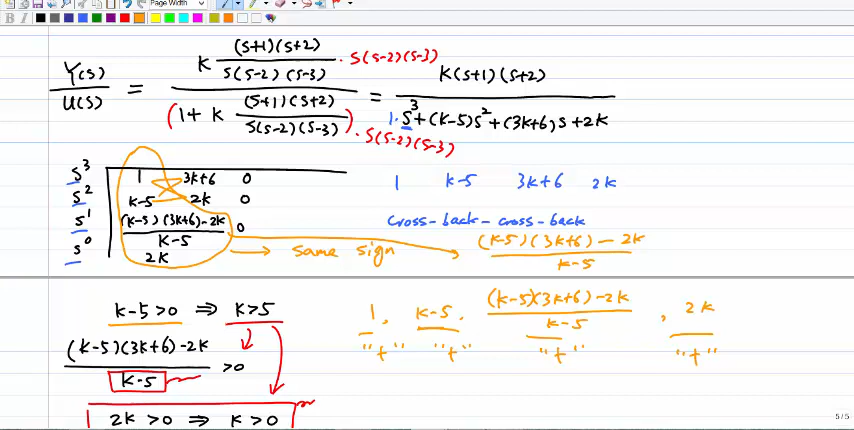 Page Width
B I
Y(s) / U(s) = K (s+1)(s+2) / s(s-2)(s-3) · s(s-2)(s-3) / (1 + K (s+1)(s+2) / s(s-2)(s-3)) · s(s-2)(s-3) = K(s+1)(s+2) / 1·s³+(K-5)s²+(3K+6)s+2K
s³ 1 3K+6 0
s² K-5 2K 0
s¹ (K-5)(3K+6)-2K / K-5 0
s⁰ 2K
1 K-5 3K+6 2K
cross-back-cross-back
→ same sign → (K-5)(3K+6)-2K / K-5
K-5>0 ⇒ K>5
(K-5)(3K+6)-2K / K-5 >0
2K>0 ⇒ K>0
1, K-5, (K-5)(3K+6)-2K / K-5, 2K
"+" "+" "+" "+"
5/5